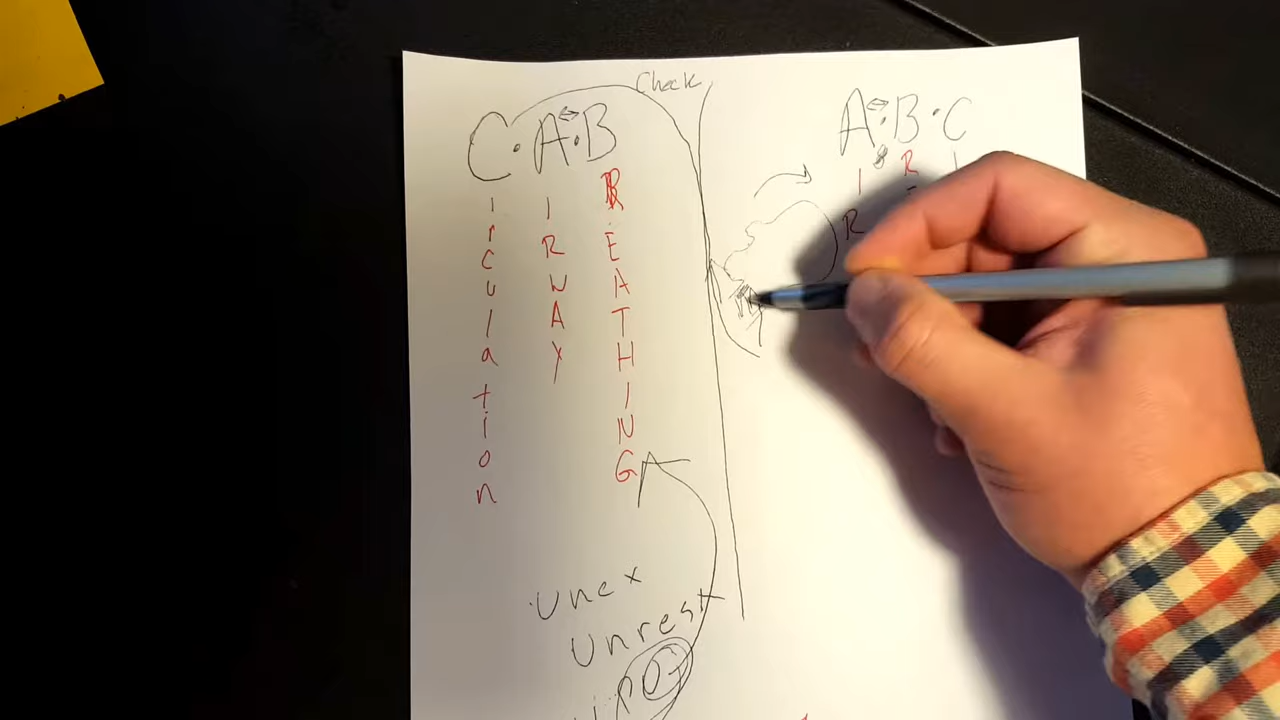 Check
C · A · B
irculation
IRWAY
REATHING
A · B · C
I R
R
Unex
Unrest